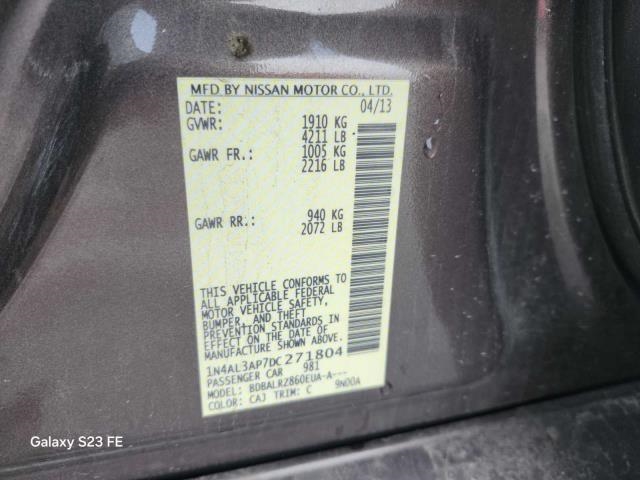 MFD BY NISSAN MOTOR CO., LTD.
DATE: 04/13
GVWR: 1910 KG
4211 LB
GAWR FR.: 1005 KG
2216 LB
GAWR RR.: 940 KG
2072 LB
THIS VEHICLE CONFORMS TO
ALL APPLICABLE FEDERAL
MOTOR VEHICLE SAFETY,
BUMPER, AND THEFT
PREVENTION STANDARDS IN
EFFECT ON THE DATE OF
MANUFACTURE SHOWN ABOVE.
1N4AL3AP7DC271804
PASSENGER CAR 981
MODEL: BDBALRZ860EUA-A---
COLOR: CAJ TRIM: C 9N00A
Galaxy S23 FE